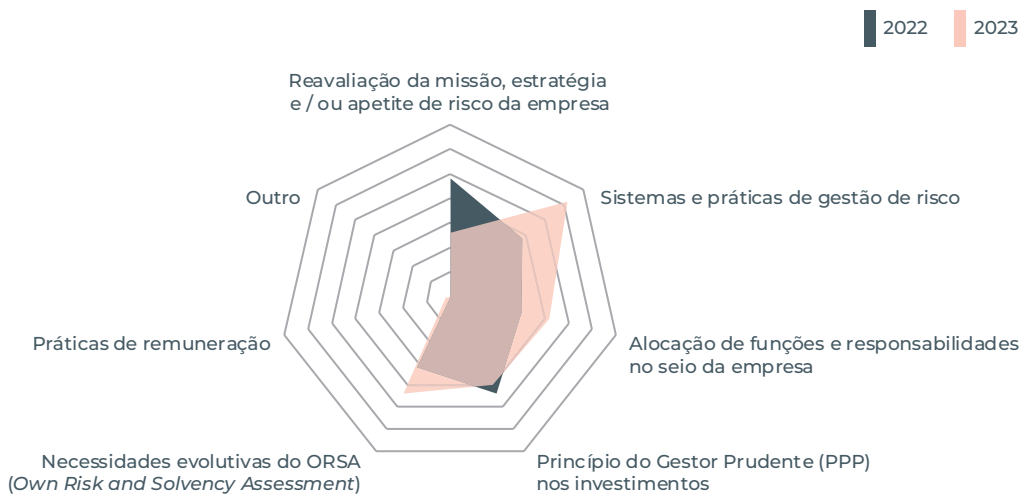 2022
2023
Reavaliação da missão, estratégia
e / ou apetite de risco da empresa
Outro
Sistemas e práticas de gestão de risco
Práticas de remuneração
Alocação de funções e responsabilidades
no seio da empresa
Necessidades evolutivas do ORSA
(Own Risk and Solvency Assessment)
Princípio do Gestor Prudente (PPP)
nos investimentos